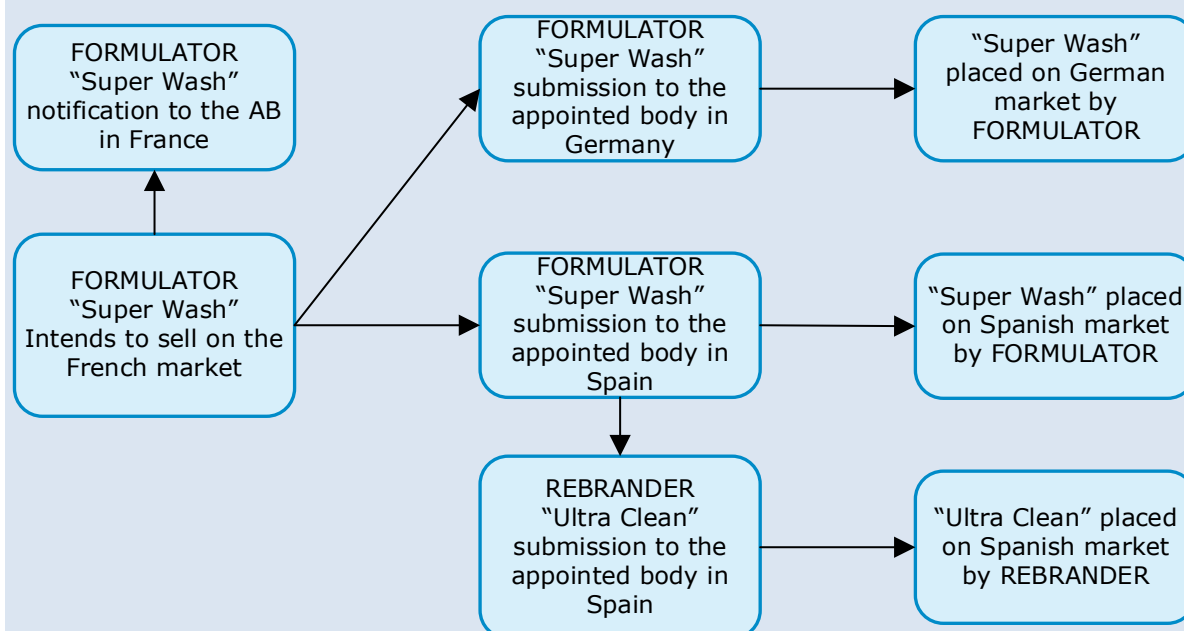 FORMULATOR
“Super Wash”
notification to the AB
in France
FORMULATOR
“Super Wash”
submission to the
appointed body in
Germany
“Super Wash”
placed on German
market by
FORMULATOR
FORMULATOR
“Super Wash”
Intends to sell on the
French market
FORMULATOR
“Super Wash”
submission to the
appointed body in
Spain
“Super Wash” placed
on Spanish market
by FORMULATOR
REBRANDER
“Ultra Clean”
submission to the
appointed body in
Spain
“Ultra Clean” placed
on Spanish market
by REBRANDER